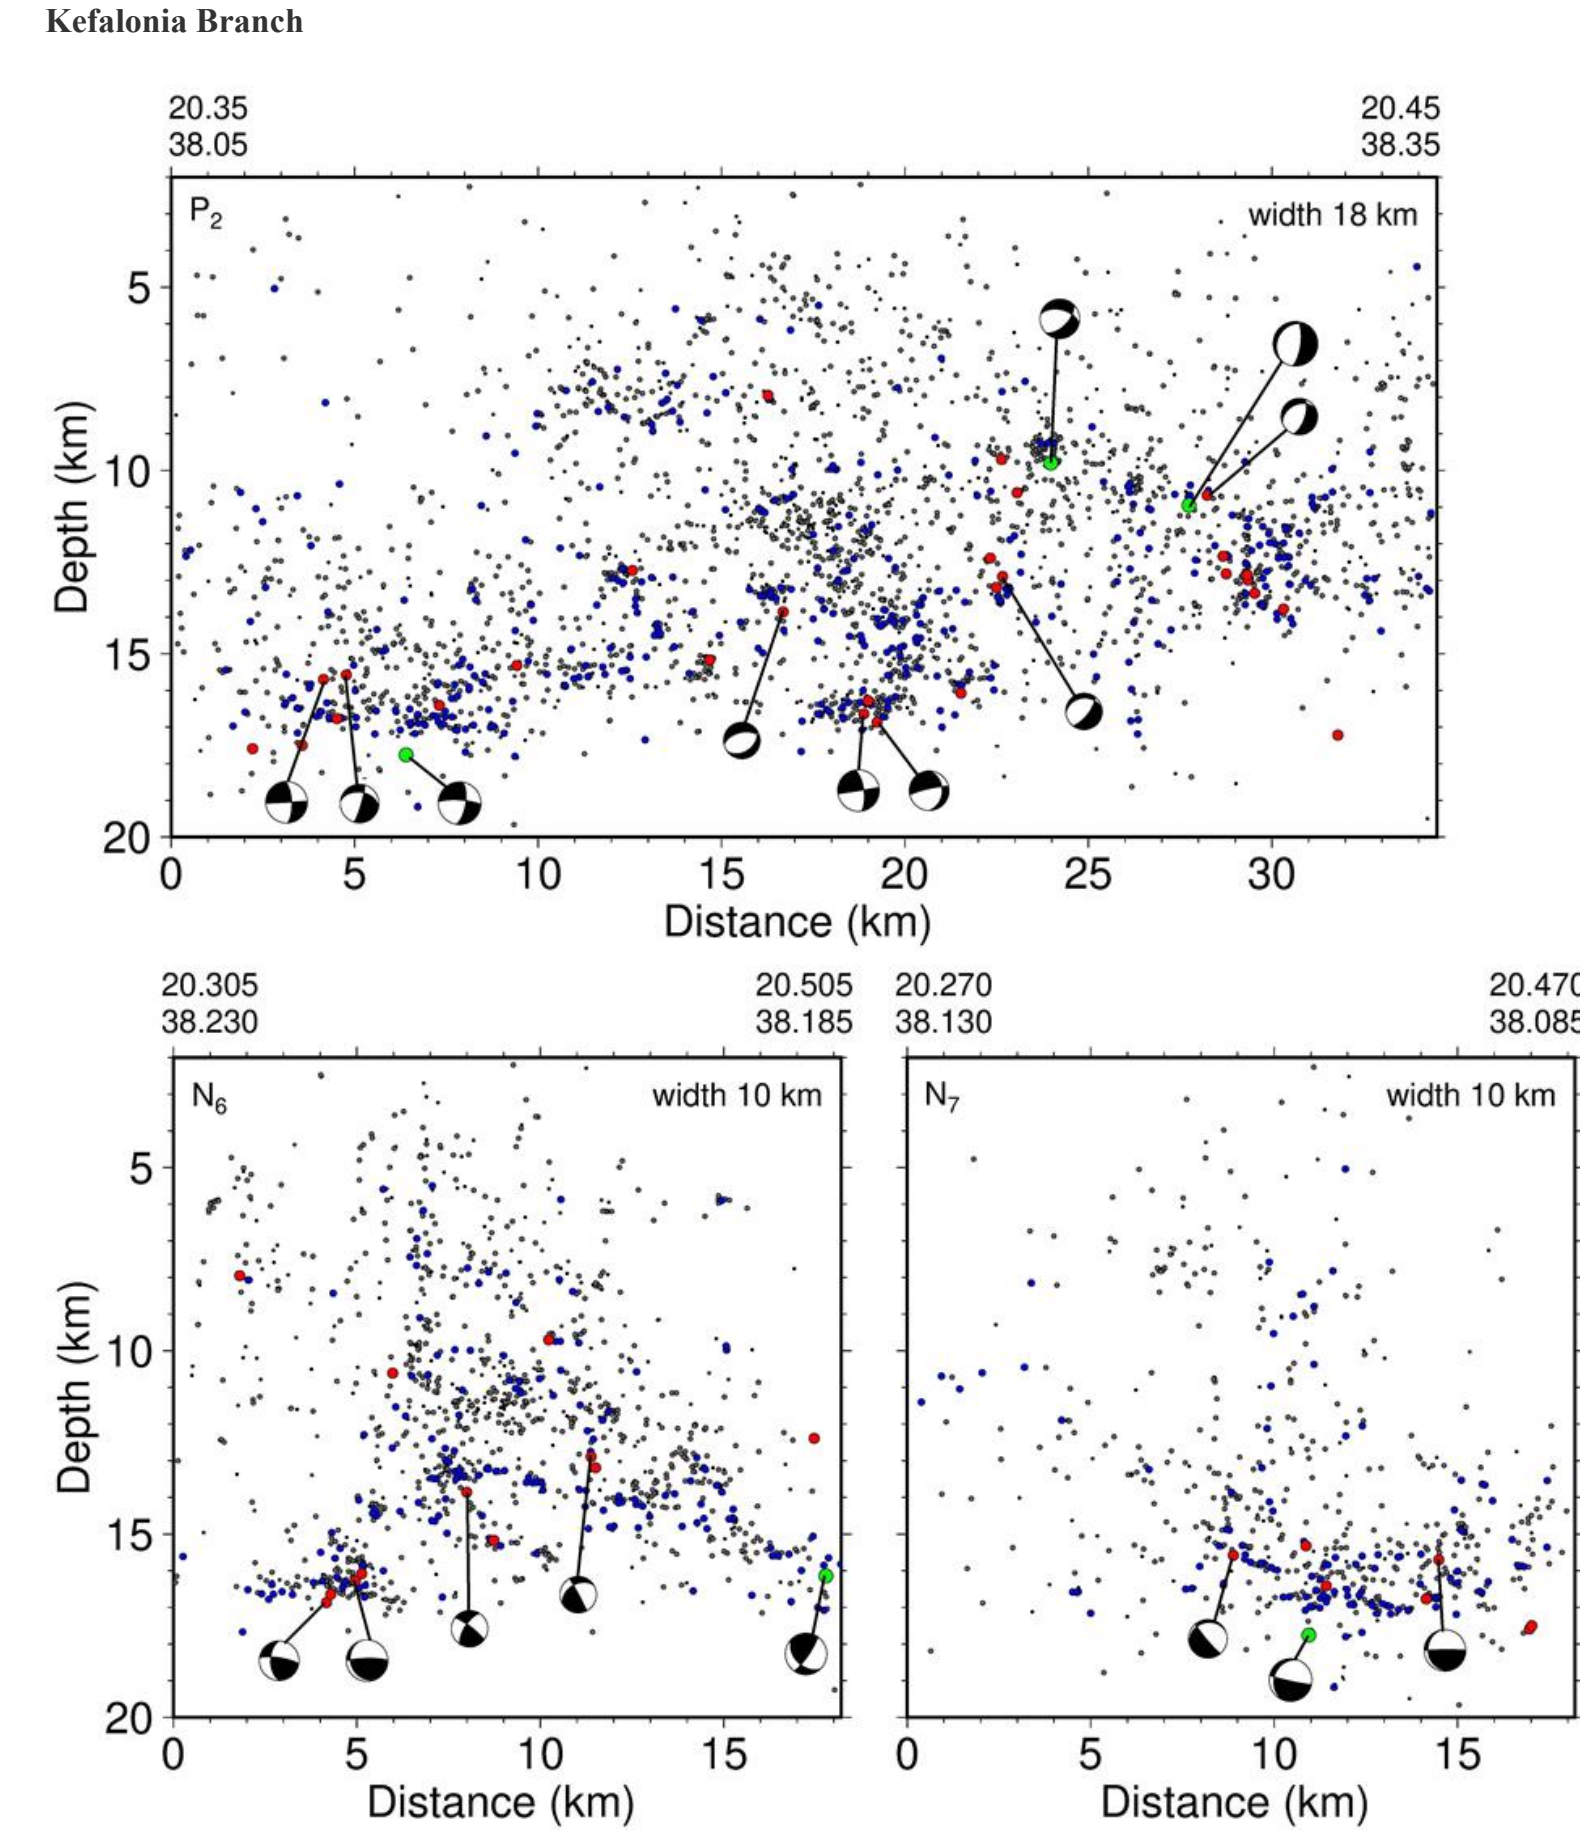 Kefalonia Branch
20.35
38.05
20.45
38.35
P2
width 18 km
5
10
15
20
Depth (km)
0 5 10 15 20 25 30
Distance (km)
20.305
38.230
20.505
38.185
20.270
38.130
20.470
38.085
N6
width 10 km
N7
width 10 km
5
10
15
20
Depth (km)
0 5 10 15
0 5 10 15
Distance (km)
Distance (km)